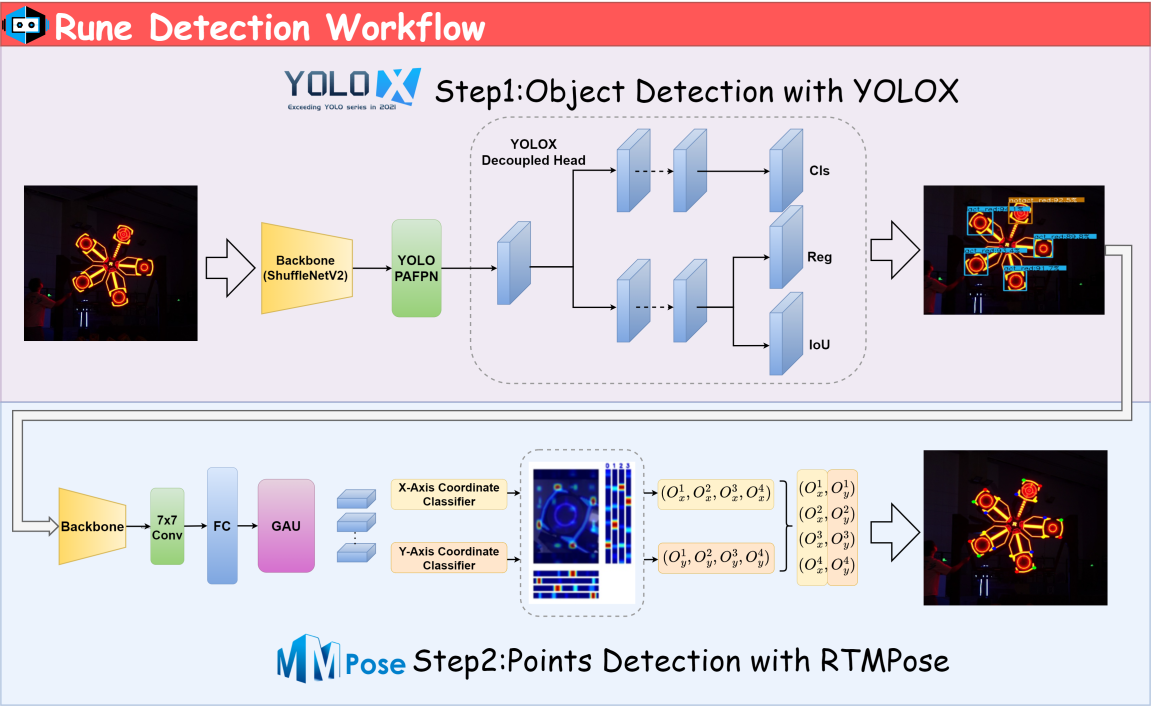 Rune Detection Workflow
YOLOX
Exceeding YOLO series in 2021
Step1:Object Detection with YOLOX
YOLOX
Decoupled Head
Cls
Backbone
(ShuffleNetV2)
YOLO
PAFPN
Reg
IoU
Backbone
7x7
Conv
FC
GAU
X-Axis Coordinate
Classifier
Y-Axis Coordinate
Classifier
0 1 2 3
(O_x^1, O_x^2, O_x^3, O_x^4)
(O_y^1, O_y^2, O_y^3, O_y^4)
(O_x^1, O_y^1)
(O_x^2, O_y^2)
(O_x^3, O_y^3)
(O_x^4, O_y^4)
MMPose
Step2:Points Detection with RTMPose